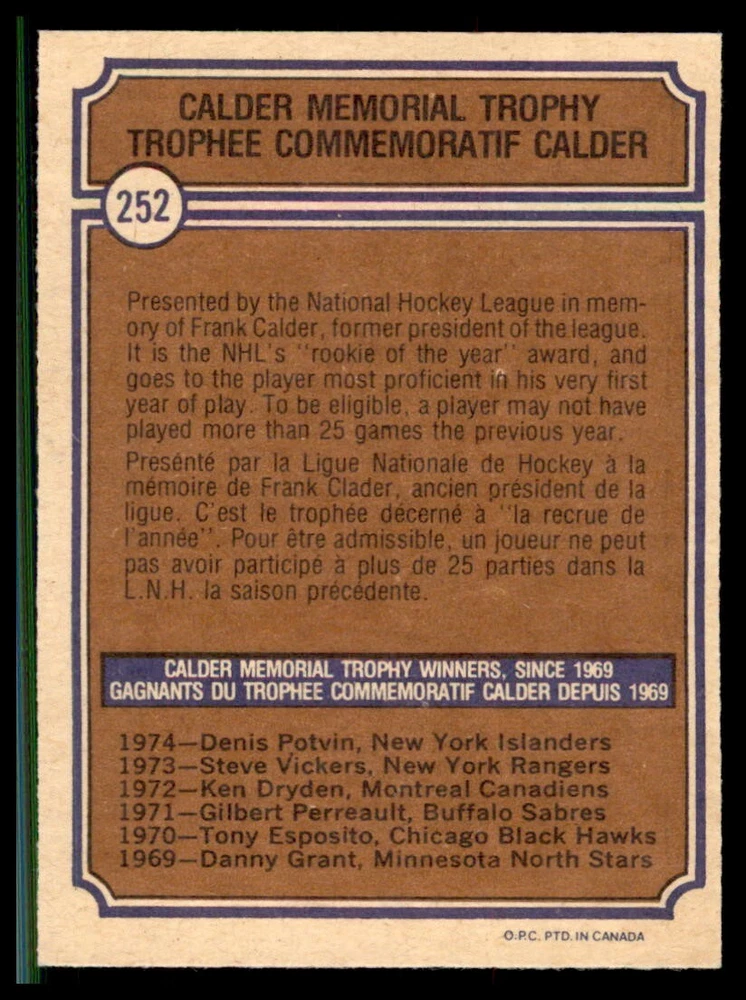 CALDER MEMORIAL TROPHY
TROPHEE COMMEMORATIF CALDER
252
Presented by the National Hockey League in mem-
ory of Frank Calder, former president of the league.
It is the NHL's "rookie of the year" award, and
goes to the player most proficient in his very first
year of play. To be eligible, a player may not have
played more than 25 games the previous year.
Presénté par la Ligue Nationale de Hockey à la
mémoire de Frank Clader, ancien président de la
ligue. C'est le trophée décerné à "la recrue de
l'année". Pour être admissible, un joueur ne peut
pas avoir participé à plus de 25 parties dans la
L.N.H. la saison précédente.
CALDER MEMORIAL TROPHY WINNERS, SINCE 1969
GAGNANTS DU TROPHEE COMMEMORATIF CALDER DEPUIS 1969
1974—Denis Potvin, New York Islanders
1973—Steve Vickers, New York Rangers
1972—Ken Dryden, Montreal Canadiens
1971—Gilbert Perreault, Buffalo Sabres
1970—Tony Esposito, Chicago Black Hawks
1969—Danny Grant, Minnesota North Stars
O.P.C. PTD. IN CANADA